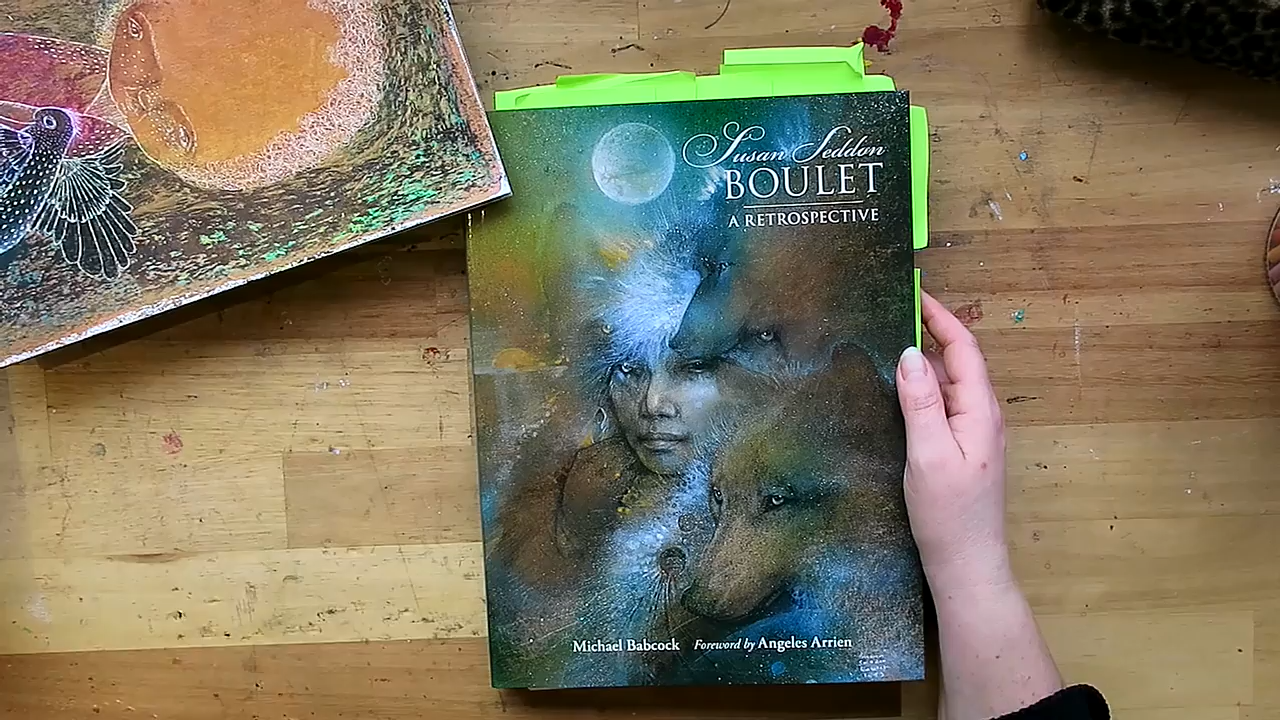 Susan Seddon
BOULET
A RETROSPECTIVE
Michael Babcock Foreword by Angeles Arrien